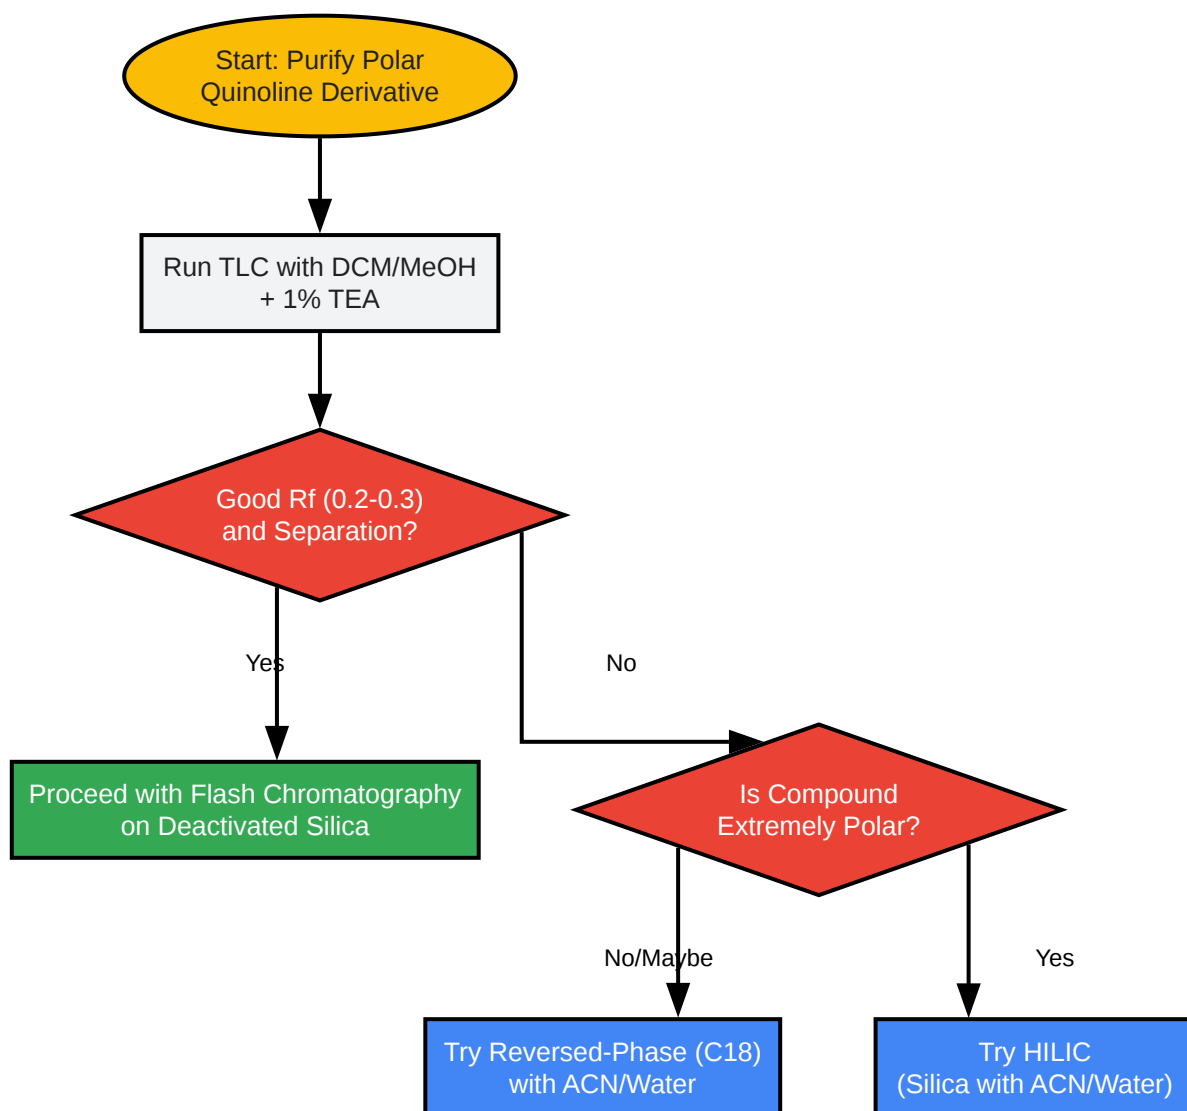 Start: Purify Polar
Quinoline Derivative
Run TLC with DCM/MeOH
+ 1% TEA
Good Rf (0.2-0.3)
and Separation?
Yes
No
Proceed with Flash Chromatography
on Deactivated Silica
Is Compound
Extremely Polar?
No/Maybe
Yes
Try Reversed-Phase (C18)
with ACN/Water
Try HILIC
(Silica with ACN/Water)